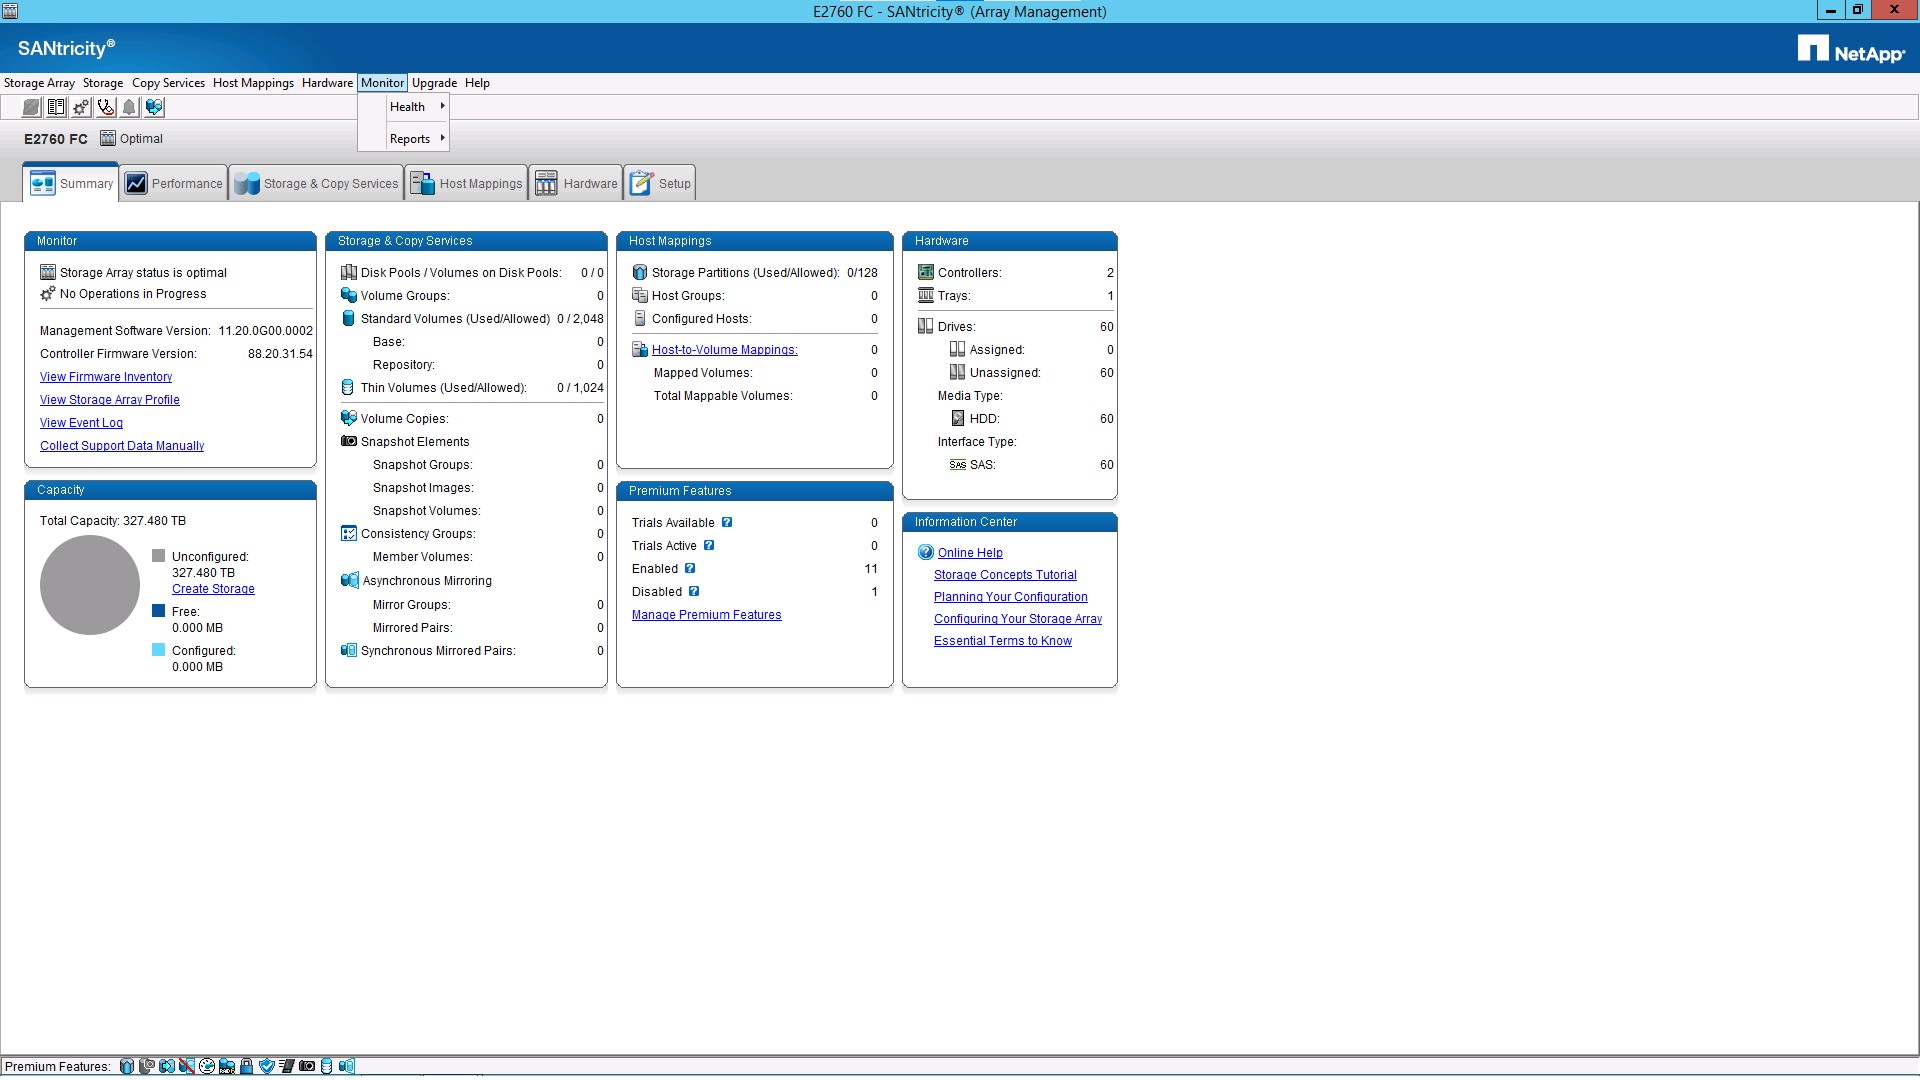 E2760 FC - SANtricity® (Array Management)
SANtricity®
NetApp®
Storage Array Storage Copy Services Host Mappings Hardware Monitor Upgrade Help
Health
Reports
E2760 FC Optimal
Summary Performance Storage & Copy Services Host Mappings Hardware Setup
Monitor
Storage Array status is optimal
No Operations in Progress
Management Software Version: 11.20.0G00.0002
Controller Firmware Version: 88.20.31.54
View Firmware Inventory
View Storage Array Profile
View Event Log
Collect Support Data Manually
Capacity
Total Capacity: 327.480 TB
Unconfigured:
327.480 TB
Create Storage
Free:
0.000 MB
Configured:
0.000 MB
Storage & Copy Services
Disk Pools / Volumes on Disk Pools: 0 / 0
Volume Groups: 0
Standard Volumes (Used/Allowed) 0 / 2,048
Base: 0
Repository: 0
Thin Volumes (Used/Allowed): 0 / 1,024
Volume Copies: 0
Snapshot Elements
Snapshot Groups: 0
Snapshot Images: 0
Snapshot Volumes: 0
Consistency Groups: 0
Member Volumes: 0
Asynchronous Mirroring
Mirror Groups: 0
Mirrored Pairs: 0
Synchronous Mirrored Pairs: 0
Host Mappings
Storage Partitions (Used/Allowed): 0/128
Host Groups: 0
Configured Hosts: 0
Host-to-Volume Mappings: 0
Mapped Volumes: 0
Total Mappable Volumes: 0
Premium Features
Trials Available ? 0
Trials Active ? 0
Enabled ? 11
Disabled ? 1
Manage Premium Features
Hardware
Controllers: 2
Trays: 1
Drives: 60
Assigned: 0
Unassigned: 60
Media Type:
HDD: 60
Interface Type:
SAS SAS: 60
Information Center
? Online Help
Storage Concepts Tutorial
Planning Your Configuration
Configuring Your Storage Array
Essential Terms to Know
Premium Features: